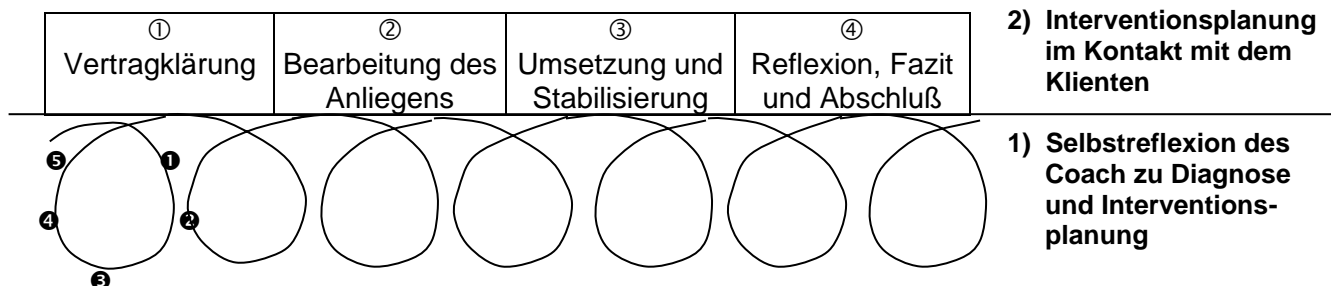 ①
Vertragklärung
②
Bearbeitung des
Anliegens
③
Umsetzung und
Stabilisierung
④
Reflexion, Fazit
und Abschluß
2) Interventionsplanung
im Kontakt mit dem
Klienten
❺
❶
❹
❷
❸
1) Selbstreflexion des
Coach zu Diagnose
und Interventions-
planung